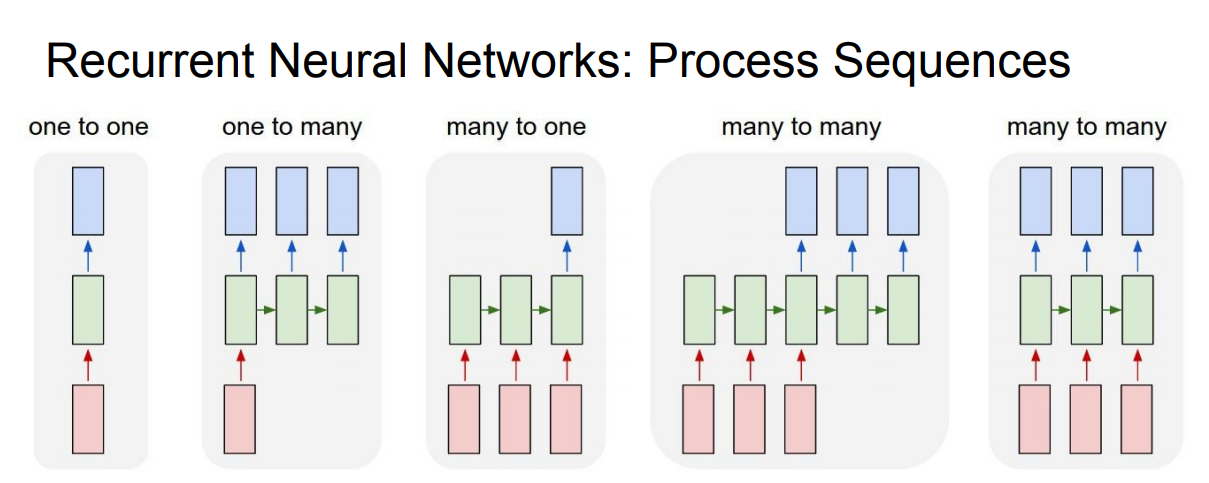 Recurrent Neural Networks: Process Sequences
one to one
one to many
many to one
many to many
many to many